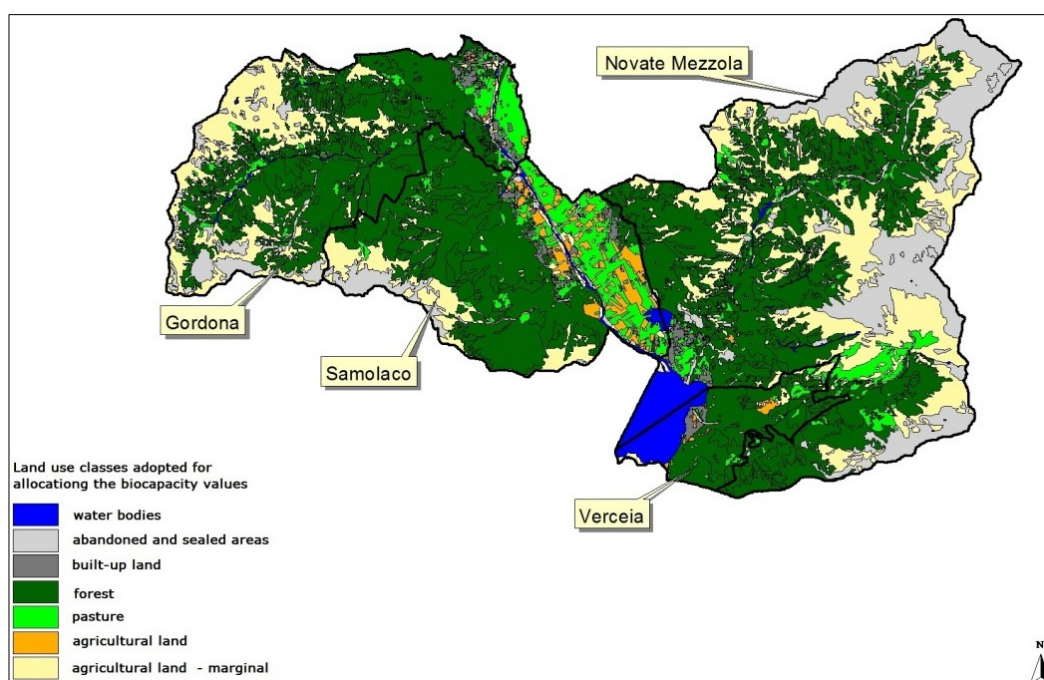 Novate Mezzola
Gordona
Samolaco
Verceia
Land use classes adopted for
allocationg the biocapacity values
water bodies
abandoned and sealed areas
built-up land
forest
pasture
agricultural land
agricultural land - marginal
N